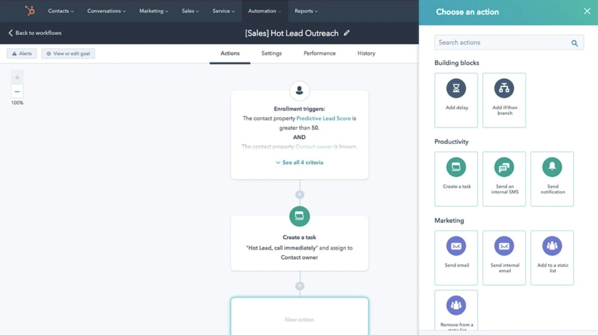 Contacts
Conversations
Marketing
Sales
Service
Automation
Reports
Back to workflows
[Sales] Hot Lead Outreach
Alerts
View or edit goal
Actions
Settings
Performance
History
100%
Enrollment triggers:
The contact property Predictive Lead Score is
greater than 50.
AND
The contact property Contact owner is known.
See all 4 criteria
Create a task
"Hot Lead, call immediately" and assign to
Contact owner
New action
Choose an action
Search actions
Building blocks
Add delay
Add if/then
branch
Productivity
Create a task
Send an
internal SMS
Send
notification
Marketing
Send email
Send internal
email
Add to a static
list
Remove from a
static list